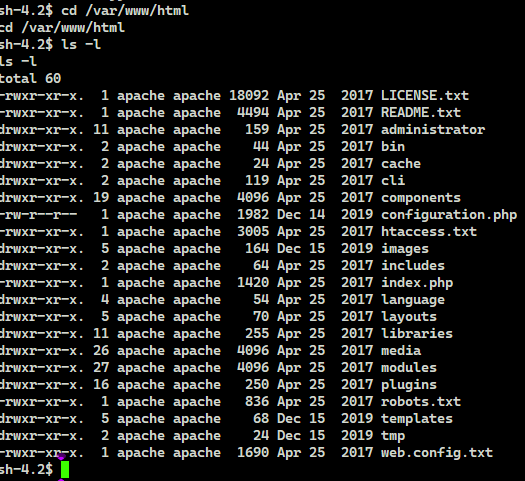 sh-4.2$ cd /var/www/html
cd /var/www/html
sh-4.2$ ls -l
ls -l
total 60
-rwxr-xr-x.  1 apache apache 18092 Apr 25  2017 LICENSE.txt
-rwxr-xr-x.  1 apache apache  4494 Apr 25  2017 README.txt
drwxr-xr-x. 11 apache apache   159 Apr 25  2017 administrator
drwxr-xr-x.  2 apache apache    44 Apr 25  2017 bin
drwxr-xr-x.  2 apache apache    24 Apr 25  2017 cache
drwxr-xr-x.  2 apache apache   119 Apr 25  2017 cli
drwxr-xr-x. 19 apache apache  4096 Apr 25  2017 components
-rw-r--r--   1 apache apache  1982 Dec 14  2019 configuration.php
-rwxr-xr-x.  1 apache apache  3005 Apr 25  2017 htaccess.txt
drwxr-xr-x.  5 apache apache   164 Dec 15  2019 images
drwxr-xr-x.  2 apache apache    64 Apr 25  2017 includes
-rwxr-xr-x.  1 apache apache  1420 Apr 25  2017 index.php
drwxr-xr-x.  4 apache apache    54 Apr 25  2017 language
drwxr-xr-x.  5 apache apache    70 Apr 25  2017 layouts
drwxr-xr-x. 11 apache apache   255 Apr 25  2017 libraries
drwxr-xr-x. 26 apache apache  4096 Apr 25  2017 media
drwxr-xr-x. 27 apache apache  4096 Apr 25  2017 modules
drwxr-xr-x. 16 apache apache   250 Apr 25  2017 plugins
-rwxr-xr-x.  1 apache apache   836 Apr 25  2017 robots.txt
drwxr-xr-x.  5 apache apache    68 Dec 15  2019 templates
drwxr-xr-x.  2 apache apache    24 Dec 15  2019 tmp
-rwxr-xr-x.  1 apache apache  1690 Apr 25  2017 web.config.txt
sh-4.2$